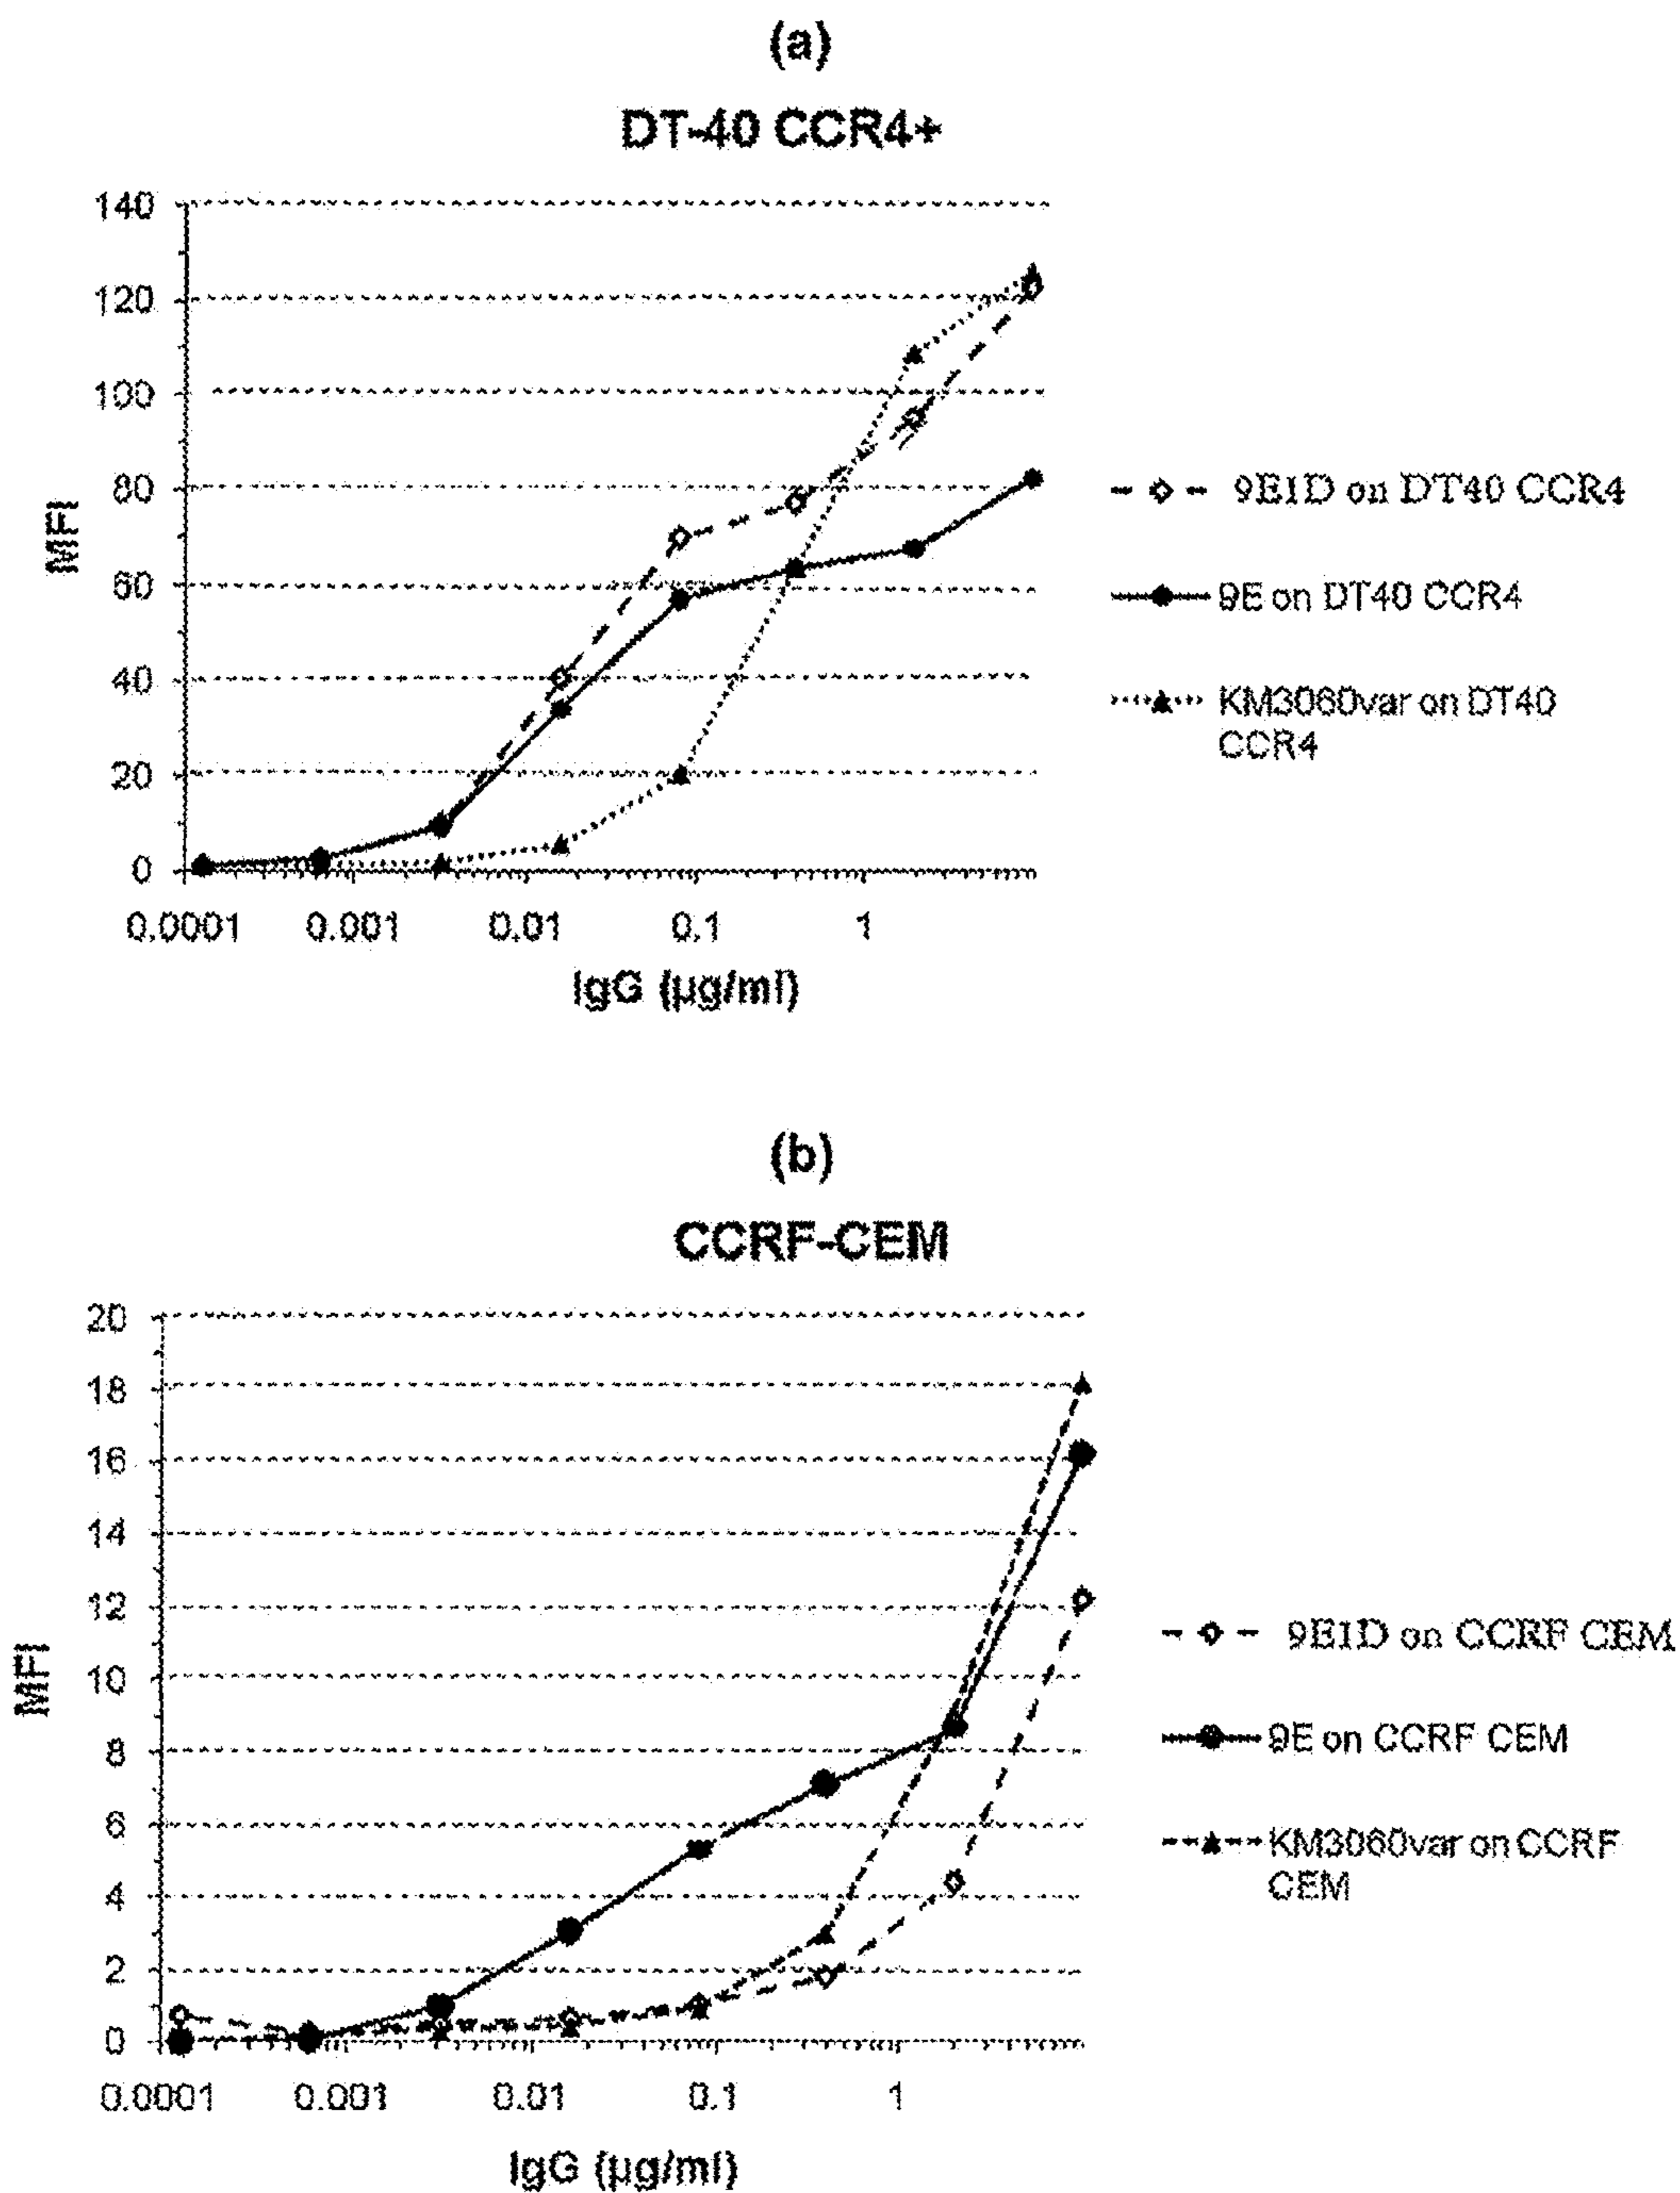 (a)
DT-40 CCR4+
140
120
100
80
60
40
20
0
MFI
0.0001 0.001 0.01 0.1 1
IgG (µg/ml)
9E1D on DT40 CCR4
9E on DT40 CCR4
KM3060var on DT40
CCR4
(b)
CCRF-CEM
20
18
16
14
12
10
8
6
4
2
0
MFI
0.0001 0.001 0.01 0.1 1
IgG (µg/ml)
9E1D on CCRF CEM
9E on CCRF CEM
KM3060var on CCRF
CEM